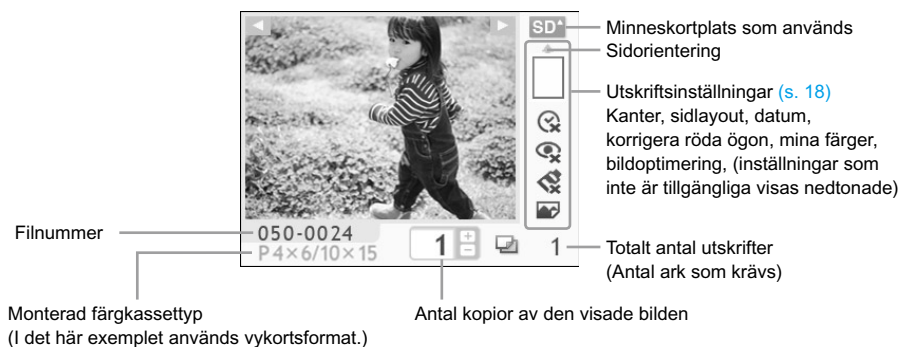 SD
Minneskortplats som används
Sidorientering
Utskriftsinställningar (s. 18)
Kanter, sidlayout, datum,
korrigera röda ögon, mina färger,
bildoptimering, (inställningar som
inte är tillgängliga visas nedtonade)
Filnummer
050-0024
P 4×6/10×15
1
+
−
1
Totalt antal utskrifter
(Antal ark som krävs)
Monterad färgkassettyp
(I det här exemplet används vykortsformat.)
Antal kopior av den visade bilden